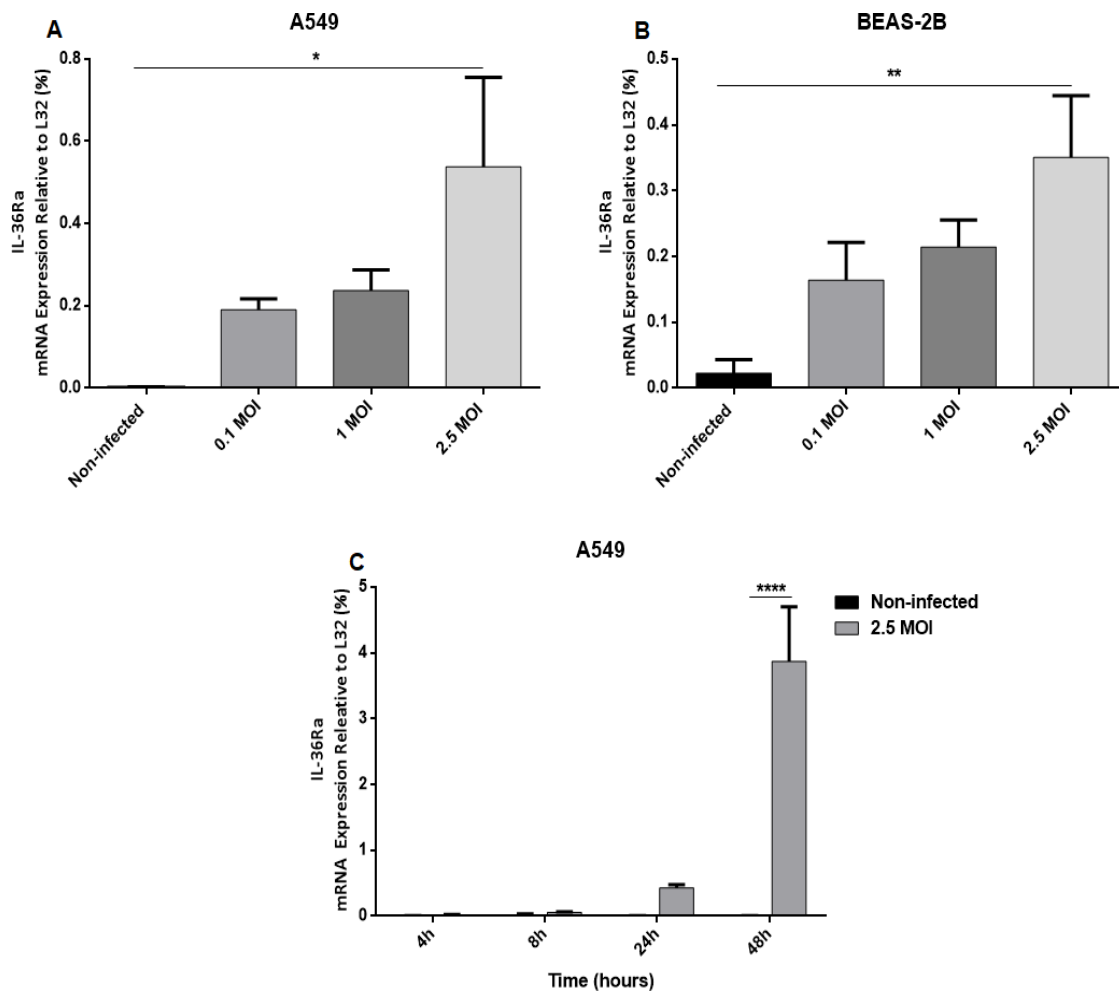 A
A549
IL-36Ra
mRNA Expression Relative to L32 (%)
0.8
0.6
0.4
0.2
0.0
*
Non-infected
0.1 MOI
1 MOI
2.5 MOI
B
BEAS-2B
IL-36Ra
mRNA Expression Relative to L32 (%)
0.5
0.4
0.3
0.2
0.1
0.0
**
Non-infected
0.1 MOI
1 MOI
2.5 MOI
C
A549
IL-36Ra
mRNA Expression Releative to L32 (%)
5
4
3
2
1
0
****
4h
8h
24h
48h
Time (hours)
Non-infected
2.5 MOI